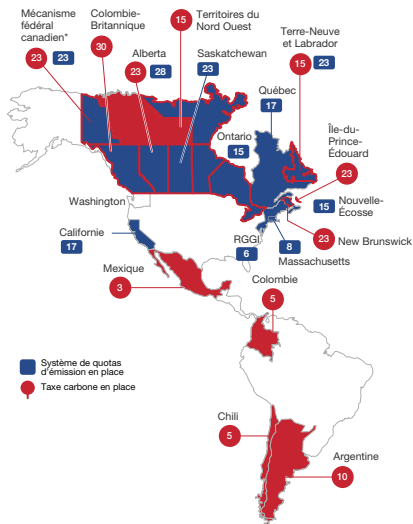 Mécanisme
fédéral
canadien*
23 23
Colombie-
Britannique
30
Alberta
23 28
15
Territoires du
Nord Ouest
Saskatchewan
23
Terre-Neuve
et Labrador
15 23
Québec
17
Ontario
15
Île-du-
Prince-
Édouard
23
15 Nouvelle-
Écosse
23 New Brunswick
Washington
Californie
17
RGGI
6
8
Massachusetts
Mexique
3
Colombie
5
Système de quotas
d'émission en place
Taxe carbone en place
Chili
5
Argentine
10